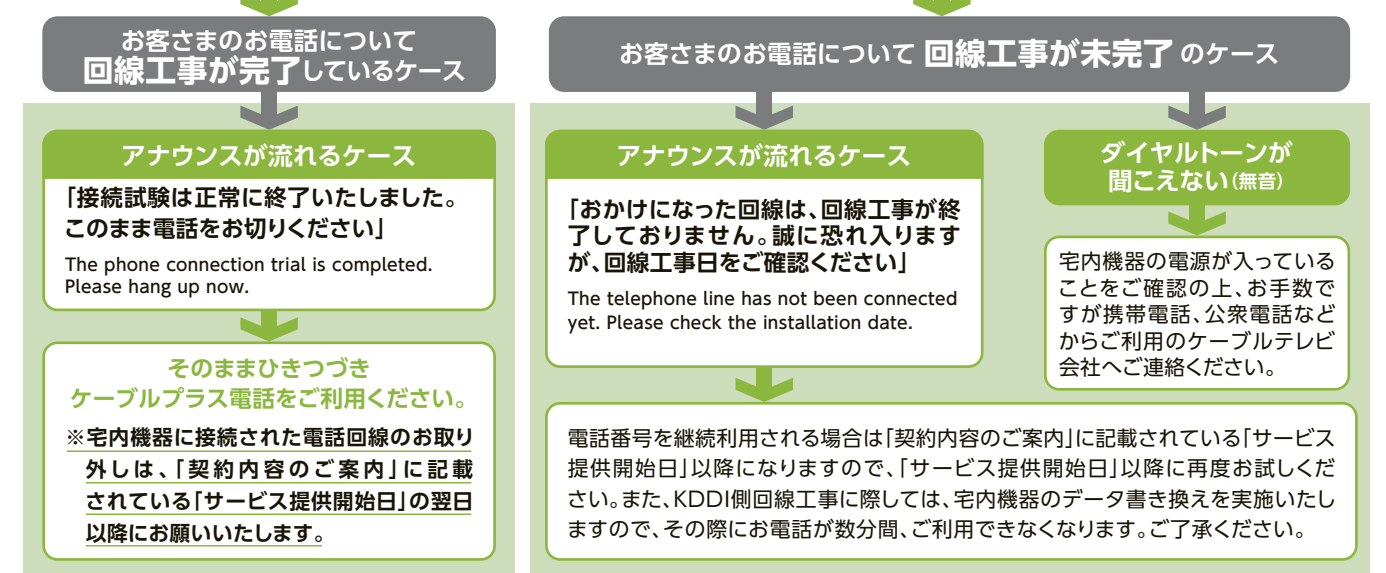 お客さまのお電話について
回線工事が完了しているケース
アナウンスが流れるケース
「接続試験は正常に終了いたしました。
このまま電話をお切りください」
The phone connection trial is completed.
Please hang up now.
そのままひきつづき
ケーブルプラス電話をご利用ください。
※宅内機器に接続された電話回線のお取り
外しは、「契約内容のご案内」に記載
されている「サービス提供開始日」の翌日
以降にお願いいたします。
お客さまのお電話について 回線工事が未完了 のケース
アナウンスが流れるケース
「おかけになった回線は、回線工事が終
了しておりません。誠に恐れ入ります
が、回線工事日をご確認ください」
The telephone line has not been connected
yet. Please check the installation date.
ダイヤルトーンが
聞こえない(無音)
宅内機器の電源が入っている
ことをご確認の上、お手数で
すが携帯電話、公衆電話など
からご利用のケーブルテレビ
会社へご連絡ください。
電話番号を継続利用される場合は「契約内容のご案内」に記載されている「サービス
提供開始日」以降になりますので、「サービス提供開始日」以降に再度お試しくだ
さい。また、KDDI側回線工事に際しては、宅内機器のデータ書き換えを実施いたし
ますので、その際にお電話が数分間、ご利用できなくなります。ご了承ください。